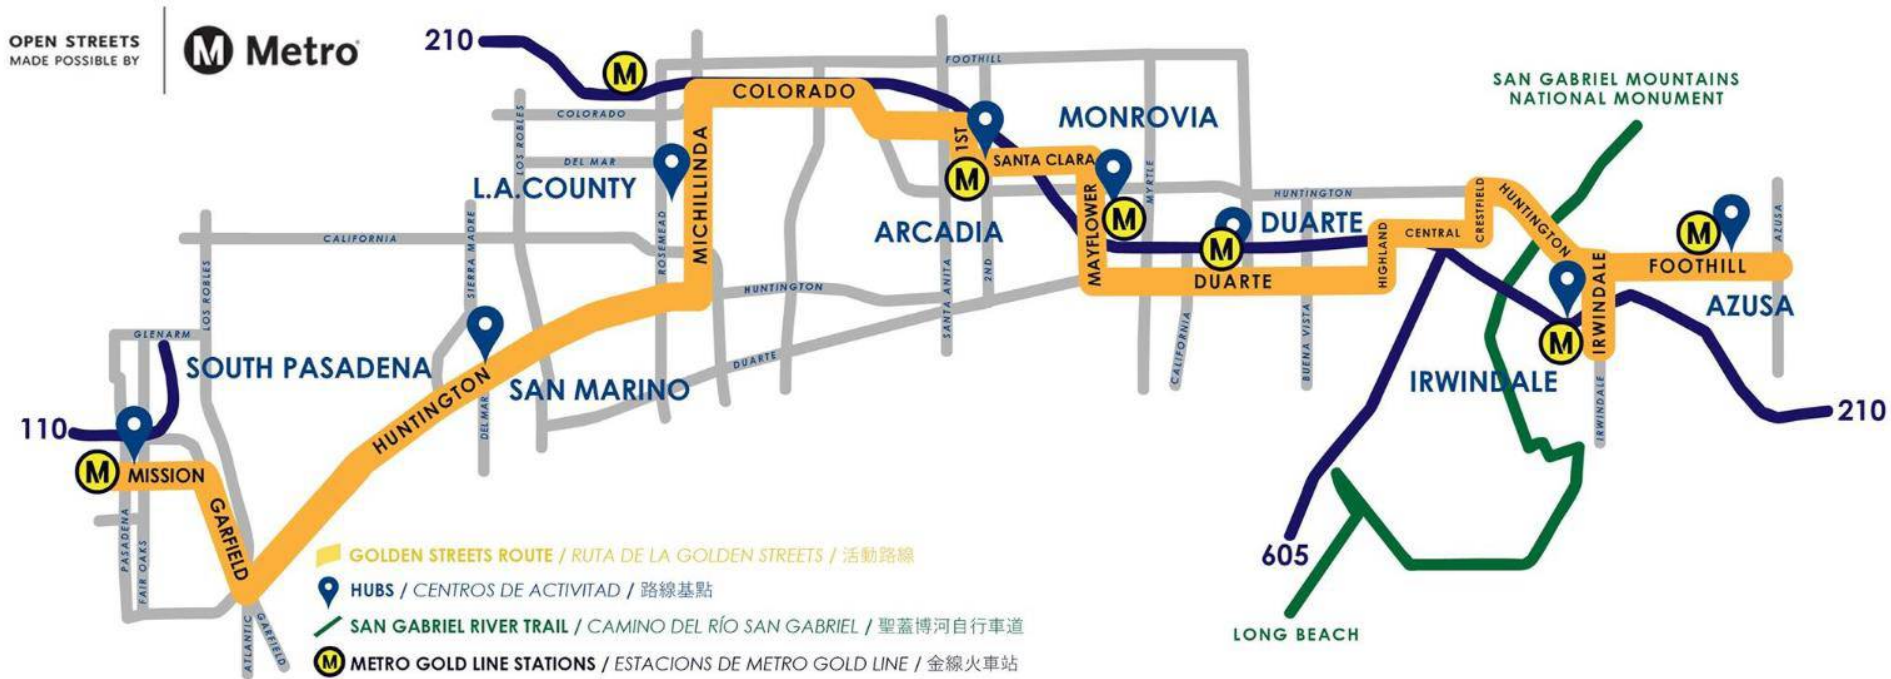 OPEN STREETS
MADE POSSIBLE BY
M Metro
210
M
FOOTHILL
SAN GABRIEL MOUNTAINS
NATIONAL MONUMENT
COLORADO
COLORADO
LOS ROBLES
MONROVIA
1ST
DEL MAR
L.A.COUNTY
MICHILLINDA
SANTA CLARA
M
MYRTLE
MAYFLOWER
HUNTINGTON
CRESTFIELD
HUNTINGTON
ARCADIA
M
DUARTE
M
CENTRAL
HIGHLAND
M
AZUSA
SIERRA MADRE
CALIFORNIA
ROSEMEAD
LOS ROBLES
SANTA ANITA
2ND
HUNTINGTON
DUARTE
FOOTHILL
IRWINDALE
AZUSA
GLENARM
SOUTH PASADENA
DUARTE
CALIFORNIA
BUENA VISTA
M
IRWINDALE
SAN MARINO
HUNTINGTON
DEL MAR
IRWINDALE
210
110
M
MISSION
GARFIELD
PASADENA
FAIR OAKS
ATLANTIC
GARFIELD
605
LONG BEACH
GOLDEN STREETS ROUTE / RUTA DE LA GOLDEN STREETS / 活動路線
HUBS / CENTROS DE ACTIVITAD / 路線基點
SAN GABRIEL RIVER TRAIL / CAMINO DEL RÍO SAN GABRIEL / 聖蓋博河自行車道
M METRO GOLD LINE STATIONS / ESTACIONS DE METRO GOLD LINE / 金線火車站